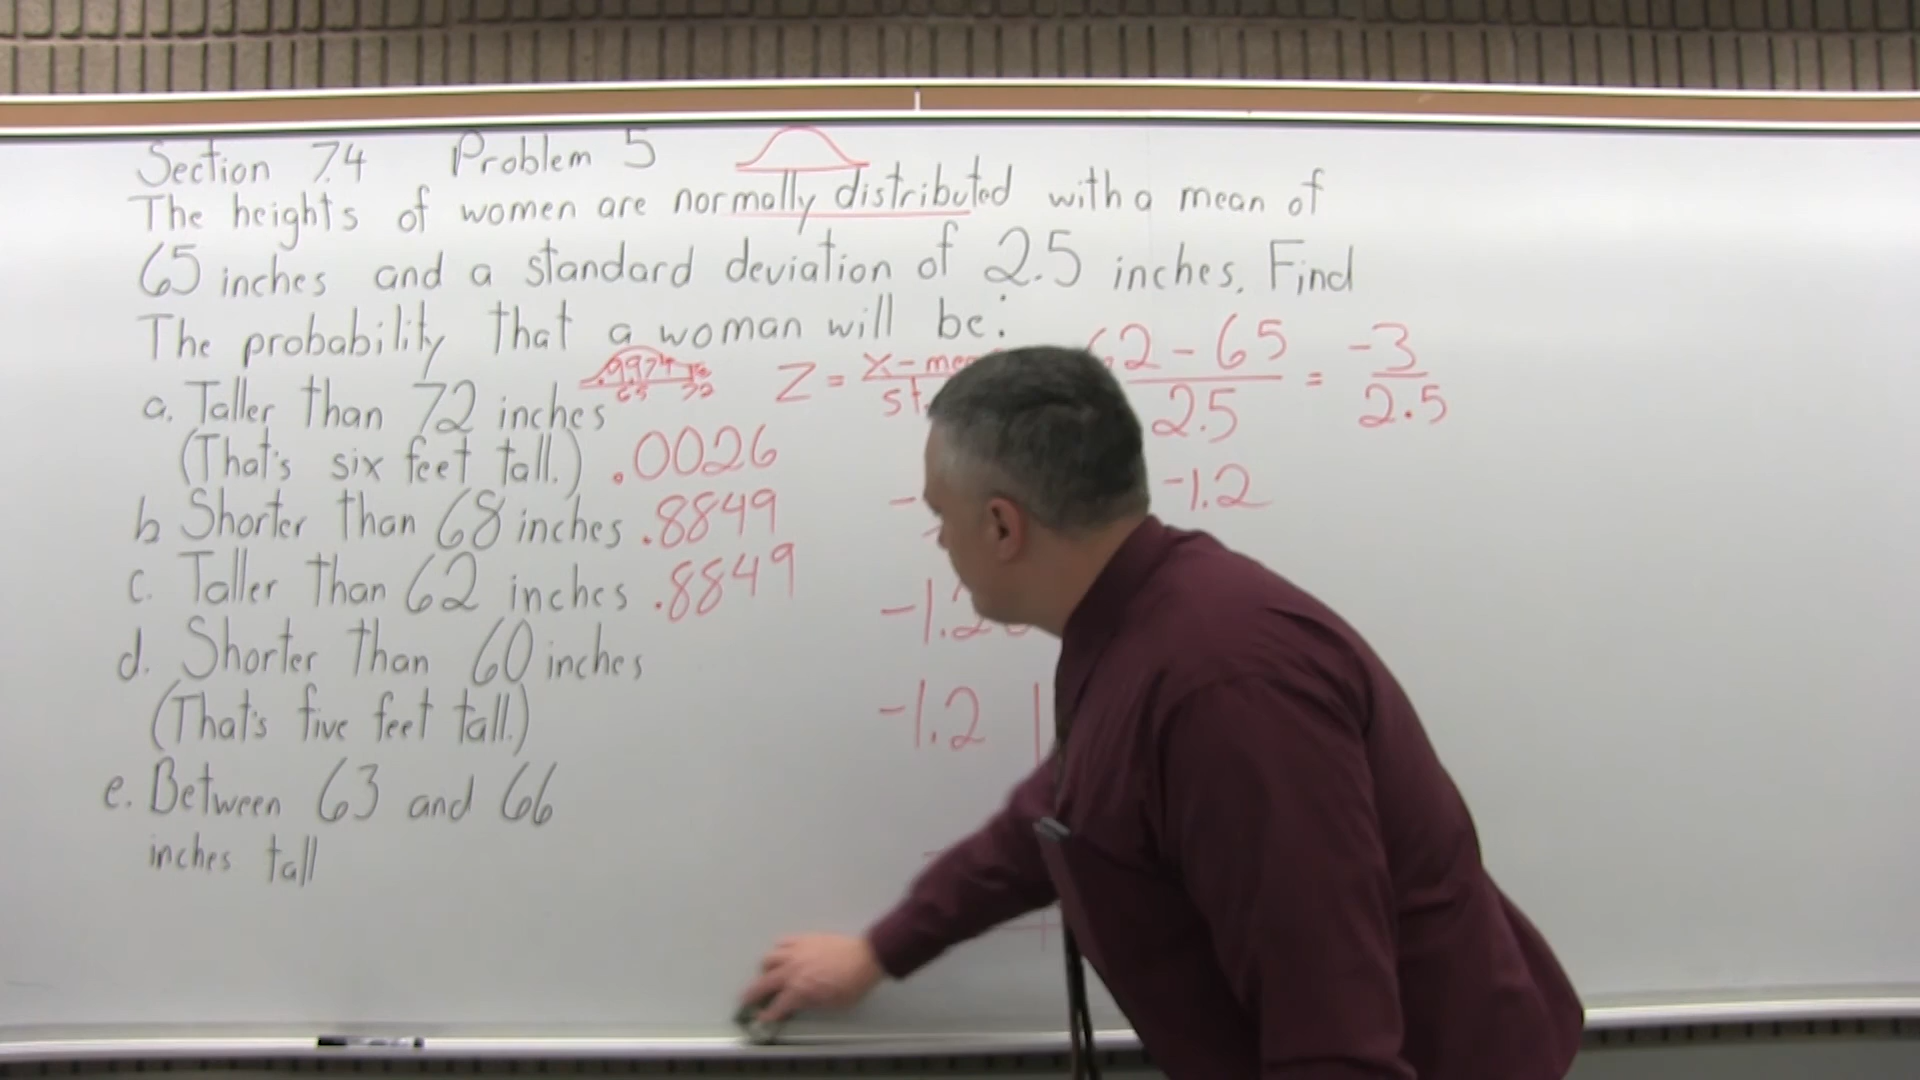 Section 7.4 Problem 5
The heights of women are normally distributed with a mean of
65 inches and a standard deviation of 2.5 inches. Find
The probability that a woman will be:
a. Taller than 72 inches
(That's six feet tall.) .0026
b Shorter than 68 inches .8849
c. Taller than 62 inches .8849
d. Shorter than 60 inches
(That's five feet tall.)
e. Between 63 and 66
inches tall
.9974
65 72
Z = x-
62-65 = -3
2.5 2.5
-1.2
-1.2